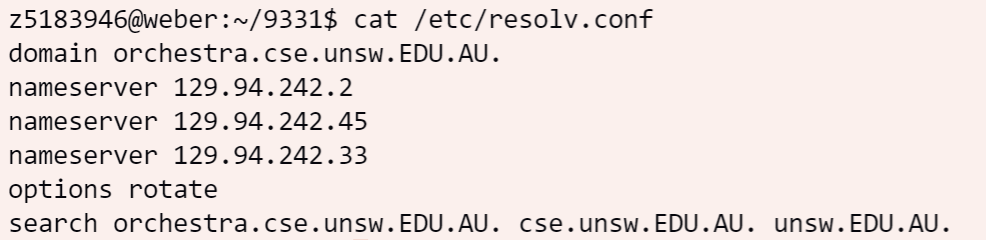 z5183946@weber:~/9331$ cat /etc/resolv.conf
domain orchestra.cse.unsw.EDU.AU.
nameserver 129.94.242.2
nameserver 129.94.242.45
nameserver 129.94.242.33
options rotate
search orchestra.cse.unsw.EDU.AU. cse.unsw.EDU.AU. unsw.EDU.AU.